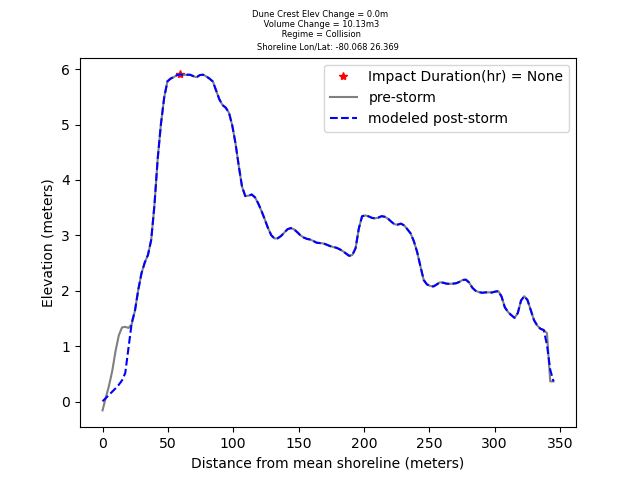 Dune Crest Elev Change = 0.0m
Volume Change = 10.13m3
Regime = Collision
Shoreline Lon/Lat: -80.068 26.369
Impact Duration(hr) = None
pre-storm
modeled post-storm
Elevation (meters)
6
5
4
3
2
1
0
0 50 100 150 200 250 300 350
Distance from mean shoreline (meters)